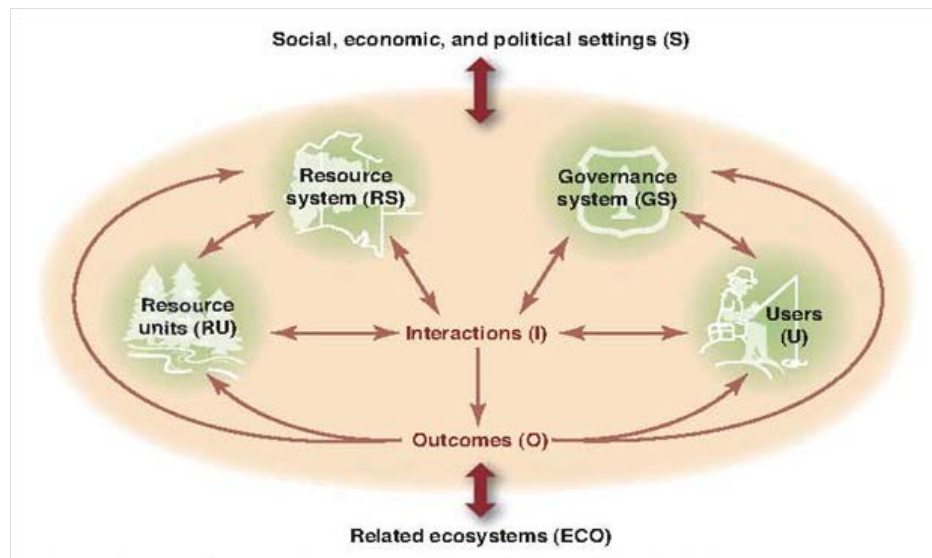 Social, economic, and political settings (S)
Resource
system (RS)
Governance
system (GS)
Resource
units (RU)
Interactions (I)
Users
(U)
Outcomes (O)
Related ecosystems (ECO)